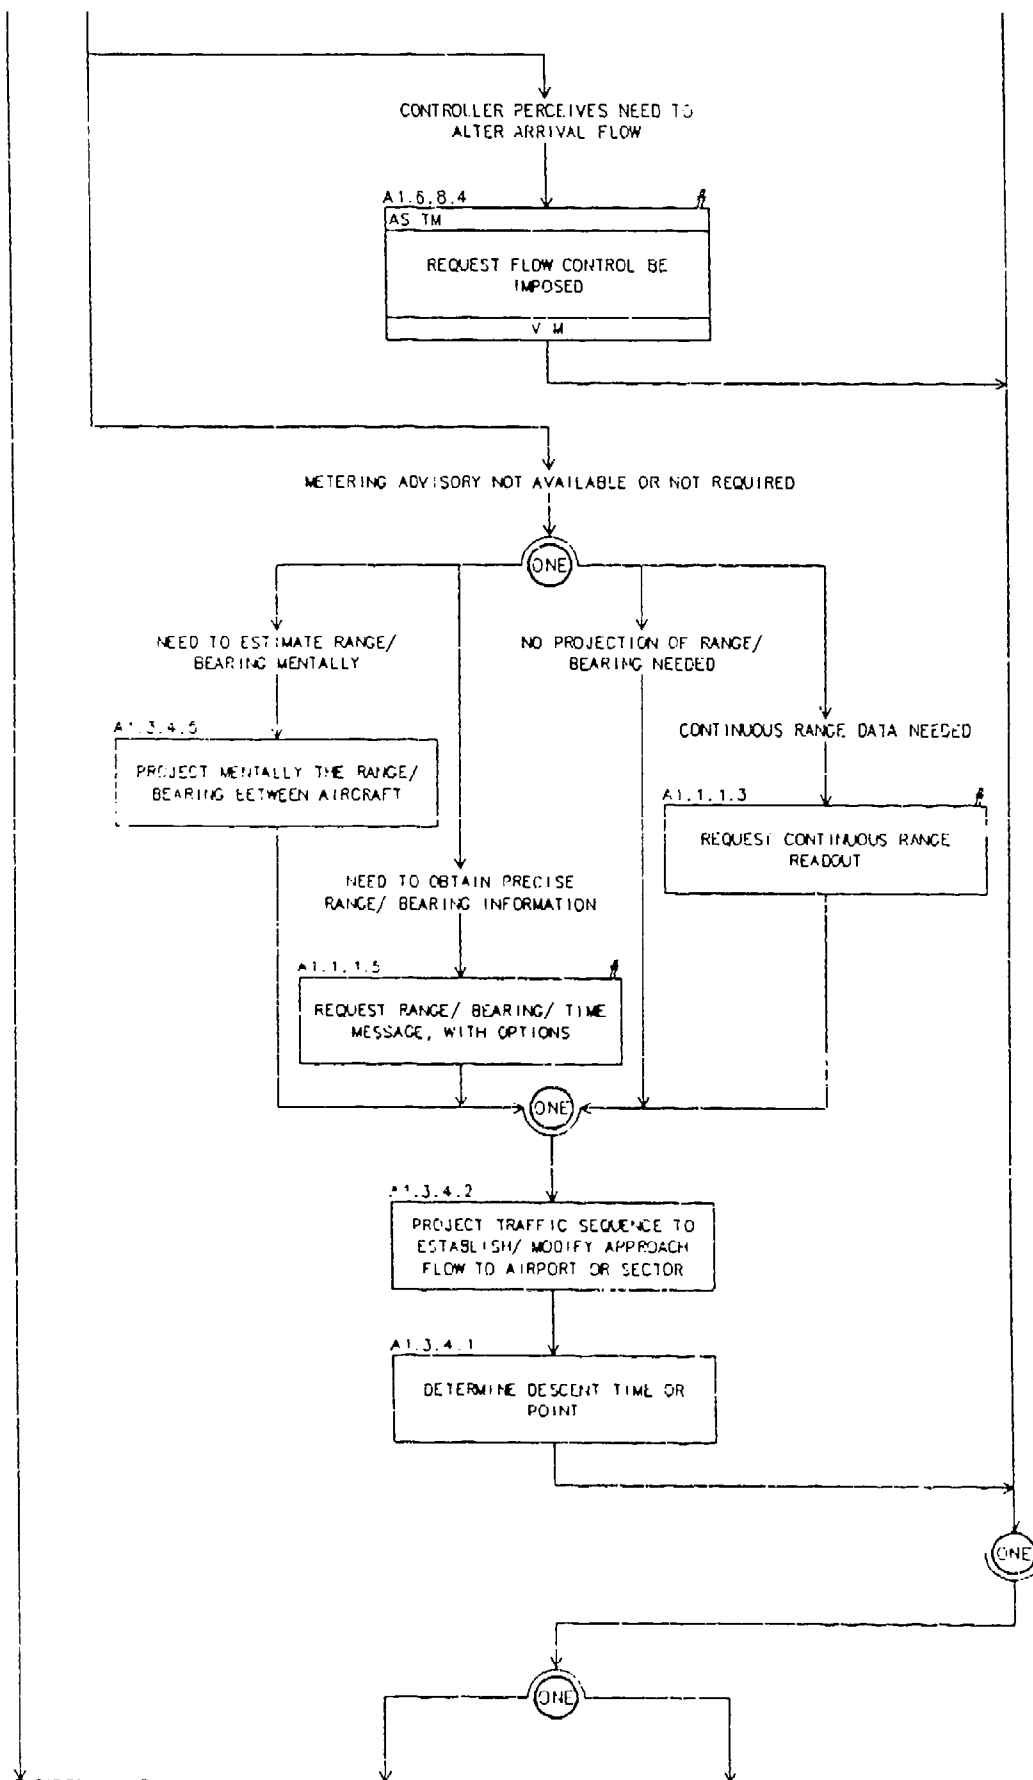 CONTROLLER PERCEIVES NEED TO
ALTER ARRIVAL FLOW
A1.6.8.4
AS TM
REQUEST FLOW CONTROL BE
IMPOSED
V M
METERING ADVISORY NOT AVAILABLE OR NOT REQUIRED
ONE
NEED TO ESTIMATE RANGE/
BEARING MENTALLY
NO PROJECTION OF RANGE/
BEARING NEEDED
CONTINUOUS RANGE DATA NEEDED
A1.3.4.5
PROJECT MENTALLY THE RANGE/
BEARING BETWEEN AIRCRAFT
A1.1.1.3
REQUEST CONTINUOUS RANGE
READOUT
NEED TO OBTAIN PRECISE
RANGE/ BEARING INFORMATION
A1.1.1.5
REQUEST RANGE/ BEARING/ TIME
MESSAGE, WITH OPTIONS
ONE
A1.3.4.2
PROJECT TRAFFIC SEQUENCE TO
ESTABLISH/ MODIFY APPROACH
FLOW TO AIRPORT OR SECTOR
A1.3.4.1
DETERMINE DESCENT TIME OR
POINT
ONE
ONE